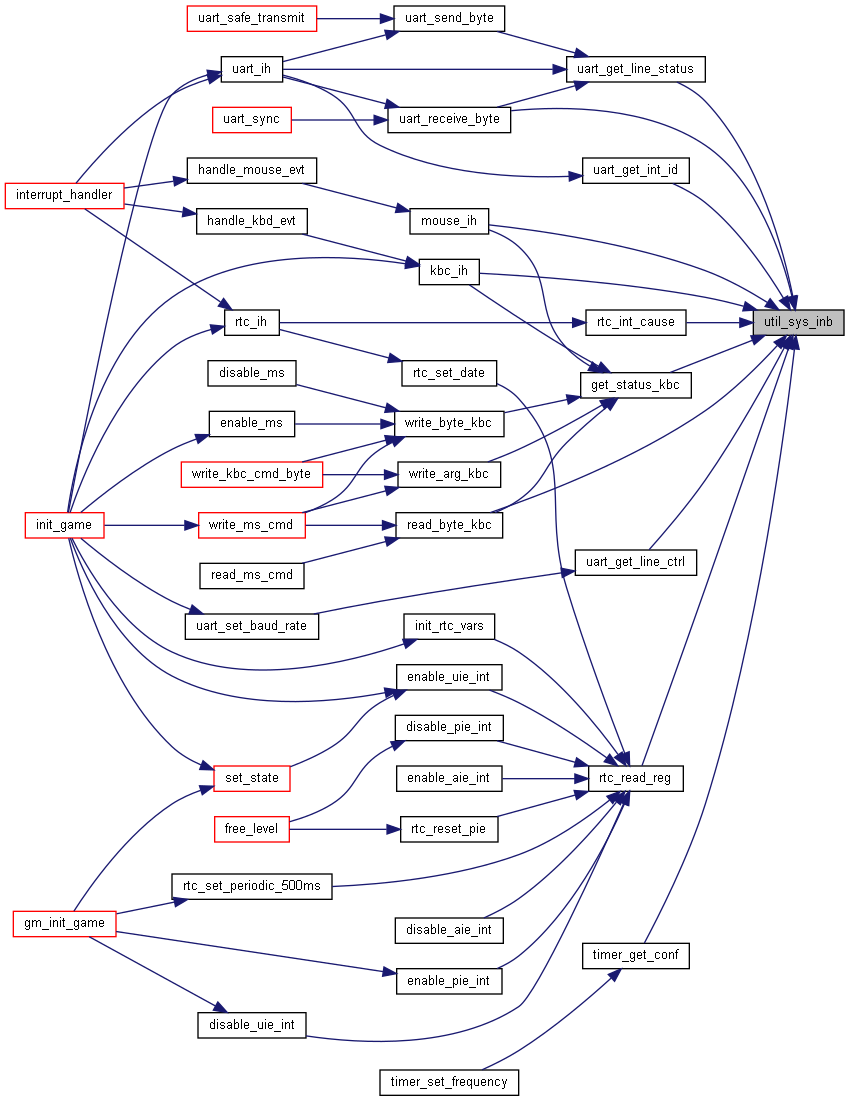 uart_safe_transmit
uart_send_byte
uart_ih
uart_get_line_status
uart_sync
uart_receive_byte
handle_mouse_evt
uart_get_int_id
interrupt_handler
handle_kbd_evt
mouse_ih
kbc_ih
rtc_ih
rtc_int_cause
util_sys_inb
disable_ms
rtc_set_date
get_status_kbc
enable_ms
write_byte_kbc
write_kbc_cmd_byte
write_arg_kbc
init_game
write_ms_cmd
read_byte_kbc
read_ms_cmd
uart_get_line_ctrl
uart_set_baud_rate
init_rtc_vars
enable_uie_int
disable_pie_int
set_state
enable_aie_int
rtc_read_reg
free_level
rtc_reset_pie
rtc_set_periodic_500ms
gm_init_game
disable_aie_int
timer_get_conf
enable_pie_int
disable_uie_int
timer_set_frequency